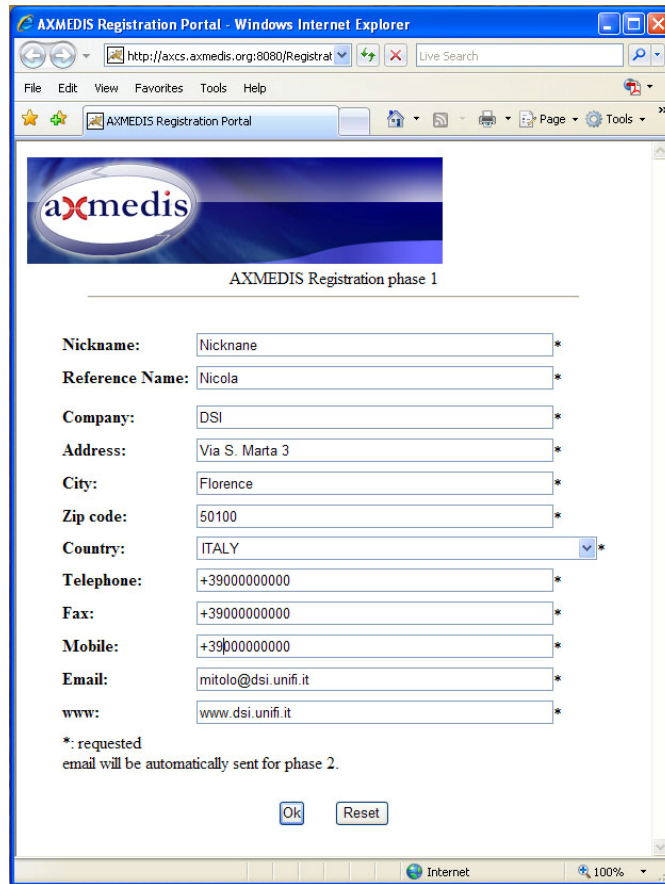 AXMEDIS Registration Portal - Windows Internet Explorer
http://axcs.axmedis.org:8080/Registrat Live Search
File Edit View Favorites Tools Help
AXMEDIS Registration Portal Page Tools »
axmedis
AXMEDIS Registration phase 1
Nickname: Nicknane *
Reference Name: Nicola *
Company: DSI *
Address: Via S. Marta 3 *
City: Florence *
Zip code: 50100 *
Country: ITALY *
Telephone: +39000000000 *
Fax: +39000000000 *
Mobile: +39000000000 *
Email: mitolo@dsi.unifi.it *
www: www.dsi.unifi.it *
*: requested
email will be automatically sent for phase 2.
Ok Reset
Internet 100%